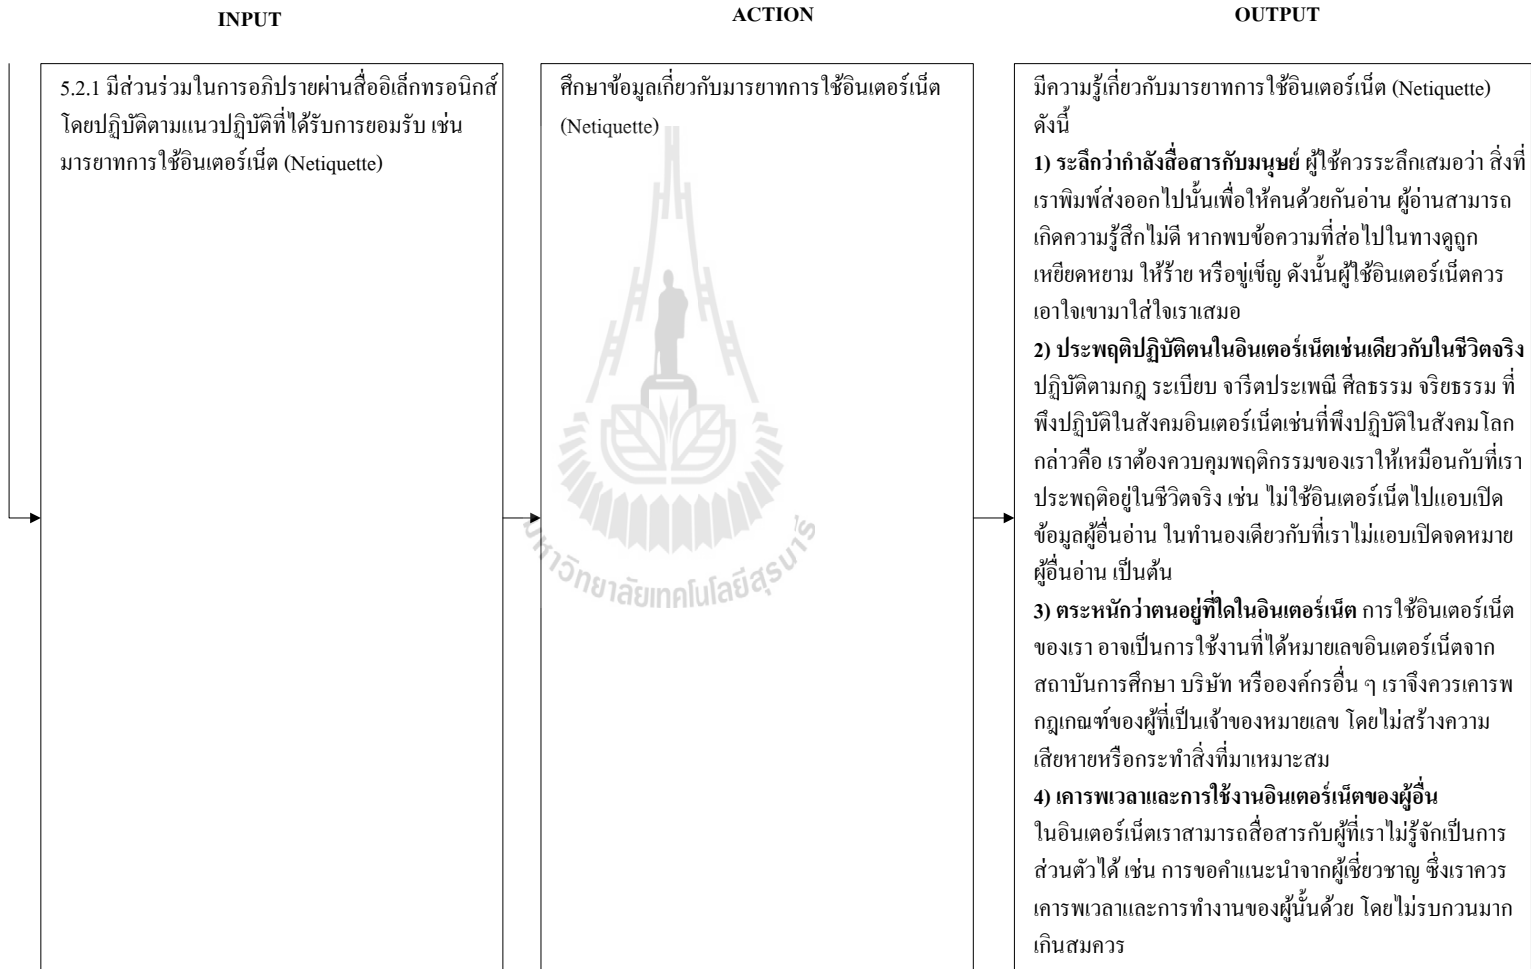 INPUT
ACTION
OUTPUT
5.2.1 มีส่วนร่วมในการอภิปรายผ่านสื่ออิเล็กทรอนิกส์
โดยปฏิบัติตามแนวปฏิบัติที่ได้รับการยอมรับ เช่น
มารยาทการใช้อินเตอร์เน็ต (Netiquette)
ศึกษาข้อมูลเกี่ยวกับมารยาทการใช้อินเตอร์เน็ต
(Netiquette)
มีความรู้เกี่ยวกับมารยาทการใช้อินเตอร์เน็ต (Netiquette)
ดังนี้
1) ระลึกว่ากำลังสื่อสารกับมนุษย์ ผู้ใช้ควรระลึกเสมอว่า สิ่งที่
เราพิมพ์ส่งออกไปนั้นเพื่อให้คนด้วยกันอ่าน ผู้อ่านสามารถ
เกิดความรู้สึกไม่ดี หากพบข้อความที่ส่อไปในทางดูถูก
เหยียดหยาม ให้ร้าย หรือขู่เข็ญ ดังนั้นผู้ใช้อินเตอร์เน็ตควร
เอาใจเขามาใส่ใจเราเสมอ
2) ประพฤติปฏิบัติตนในอินเตอร์เน็ตเช่นเดียวกับในชีวิตจริง
ปฏิบัติตามกฎ ระเบียบ จารีตประเพณี ศีลธรรม จริยธรรม ที่
พึงปฏิบัติในสังคมอินเตอร์เน็ตเช่นที่พึงปฏิบัติในสังคมโลก
กล่าวคือ เราต้องควบคุมพฤติกรรมของเราให้เหมือนกับที่เรา
ประพฤติอยู่ในชีวิตจริง เช่น ไม่ใช้อินเตอร์เน็ตไปแอบเปิด
ข้อมูลผู้อื่นอ่าน ในทำนองเดียวกับที่เราไม่แอบเปิดจดหมาย
ผู้อื่นอ่าน เป็นต้น
3) ตระหนักว่าตนอยู่ที่ใดในอินเตอร์เน็ต การใช้อินเตอร์เน็ต
ของเรา อาจเป็นการใช้งานที่ได้หมายเลขอินเตอร์เน็ตจาก
สถาบันการศึกษา บริษัท หรือองค์กรอื่น ๆ เราจึงควรเคารพ
กฎเกณฑ์ของผู้ที่เป็นเจ้าของหมายเลข โดยไม่สร้างความ
เสียหายหรือกระทำสิ่งที่มาเหมาะสม
4) เคารพเวลาและการใช้งานอินเตอร์เน็ตของผู้อื่น
ในอินเตอร์เน็ตเราสามารถสื่อสารกับผู้ที่เราไม่รู้จักเป็นการ
ส่วนตัวได้ เช่น การขอคำแนะนำจากผู้เชี่ยวชาญ ซึ่งเราควร
เคารพเวลาและการทำงานของผู้นั้นด้วย โดยไม่รบกวนมาก
เกินสมควร
มหาวิทยาลัยเทคโนโลยีสุรนารี